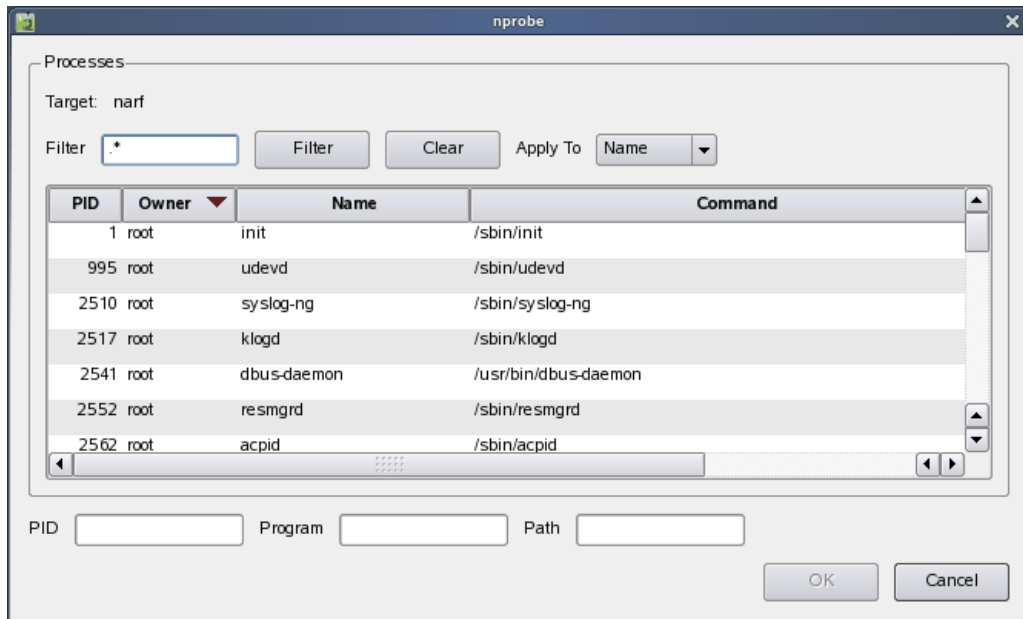 nprobe
Processes
Target: narf
Filter .* Filter Clear Apply To Name
PID Owner Name Command
1 root init /sbin/init
995 root udevd /sbin/udevd
2510 root syslog-ng /sbin/syslog-ng
2517 root klogd /sbin/klogd
2541 root dbus-daemon /usr/bin/dbus-daemon
2552 root resmgrd /sbin/resmgrd
2562 root acpid /sbin/acpid
PID Program Path
OK Cancel